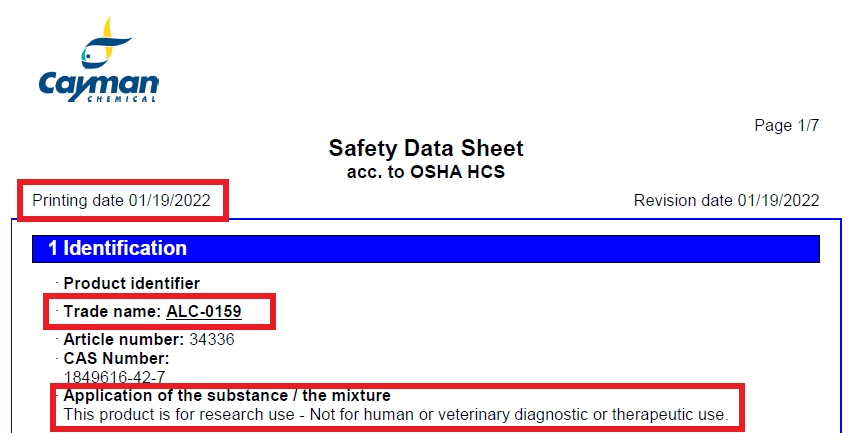 Cayman
CHEMICAL
Page 1/7
Safety Data Sheet
acc. to OSHA HCS
Printing date 01/19/2022 Revision date 01/19/2022
1 Identification
· Product identifier
· Trade name: ALC-0159
· Article number: 34336
· CAS Number:
1849616-42-7
· Application of the substance / the mixture
This product is for research use - Not for human or veterinary diagnostic or therapeutic use.